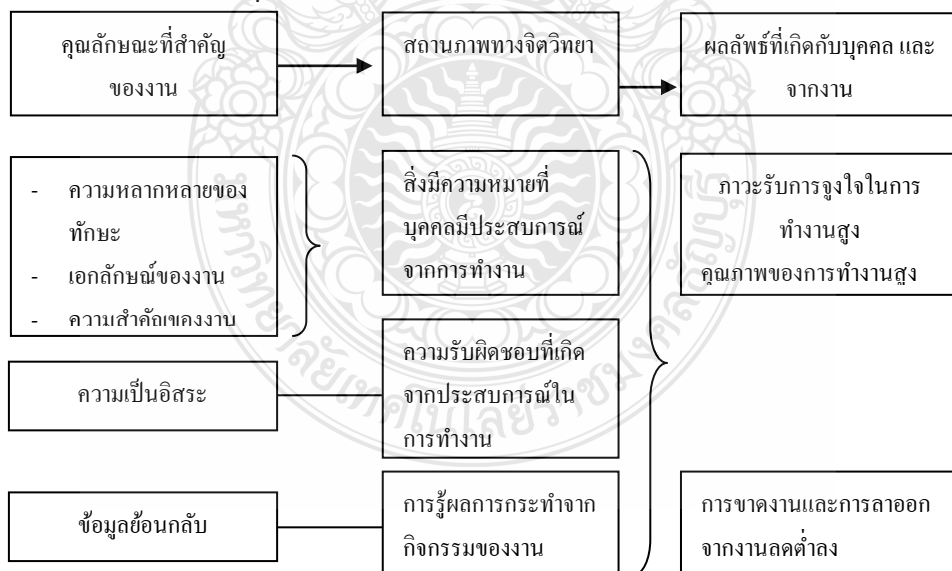 คุณลักษณะที่สำคัญ
ของงาน
สถานภาพทางจิตวิทยา
ผลลัพธ์ที่เกิดกับบุคคล และ
จากงาน
- ความหลากหลายของ
ทักษะ
- เอกลักษณ์ของงาน
- ความสำคัญของงาน
สิ่งมีความหมายที่
บุคคลมีประสบการณ์
จากการทำงาน
ภาวะรับการจูงใจในการ
ทำงานสูง
คุณภาพของการทำงานสูง
ความเป็นอิสระ
ความรับผิดชอบที่เกิด
จากประสบการณ์ใน
การทำงาน
ข้อมูลย้อนกลับ
การรู้ผลการกระทำจาก
กิจกรรมของงาน
การขาดงานและการลาออก
จากงานลดต่ำลง